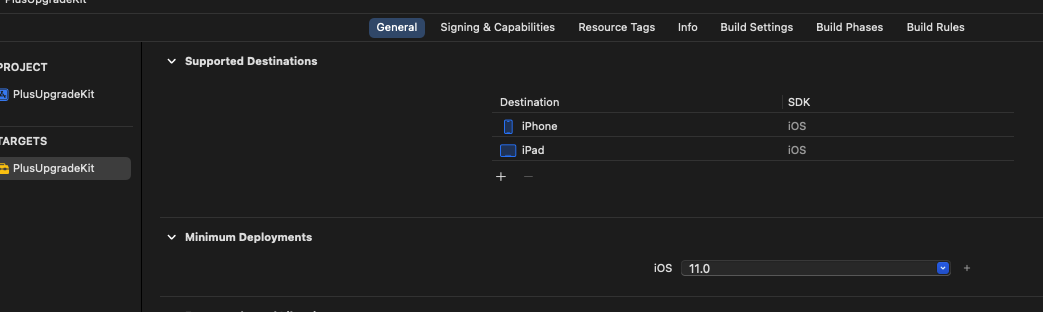 PlusUpgradeKit
General Signing & Capabilities Resource Tags Info Build Settings Build Phases Build Rules
PROJECT
PlusUpgradeKit
TARGETS
PlusUpgradeKit
Supported Destinations
Destination SDK
iPhone iOS
iPad iOS
Minimum Deployments
iOS 11.0